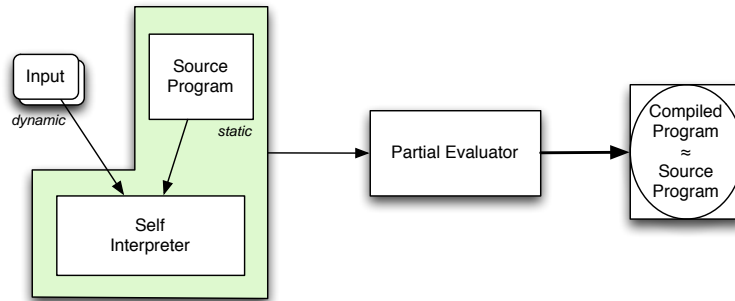 Input
dynamic
Source
Program
static
Self
Interpreter
Partial Evaluator
Compiled
Program
≈
Source
Program